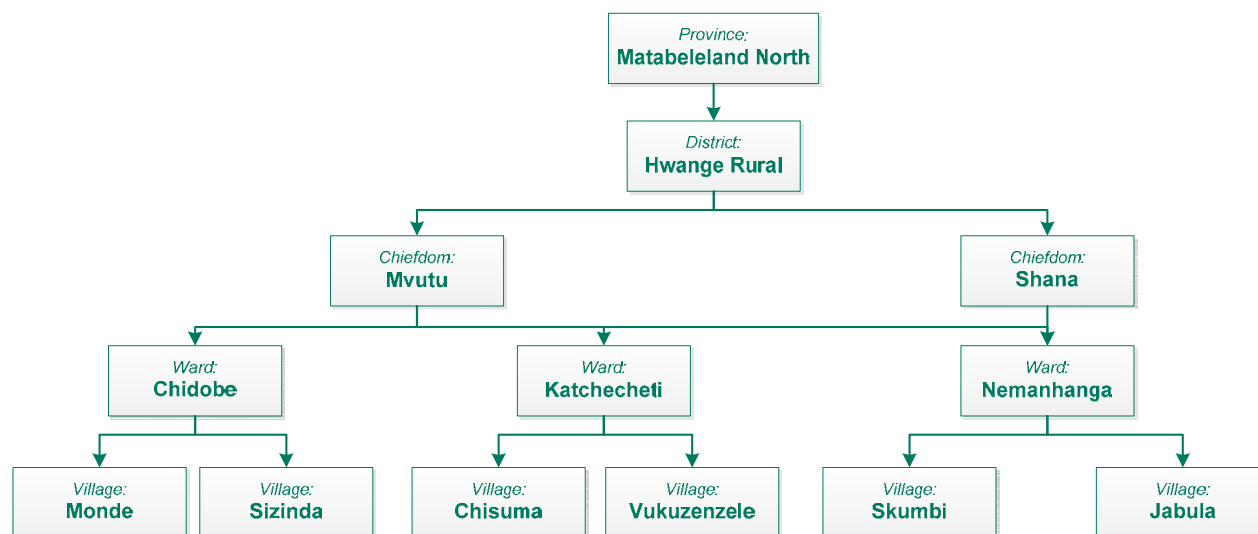 Province:
Matabeleland North
District:
Hwange Rural
Chiefdom:
Mvutu
Chiefdom:
Shana
Ward:
Chidobe
Ward:
Katchecheti
Ward:
Nemanhanga
Village:
Monde
Village:
Sizinda
Village:
Chisuma
Village:
Vukuzenzele
Village:
Skumbi
Village:
Jabula